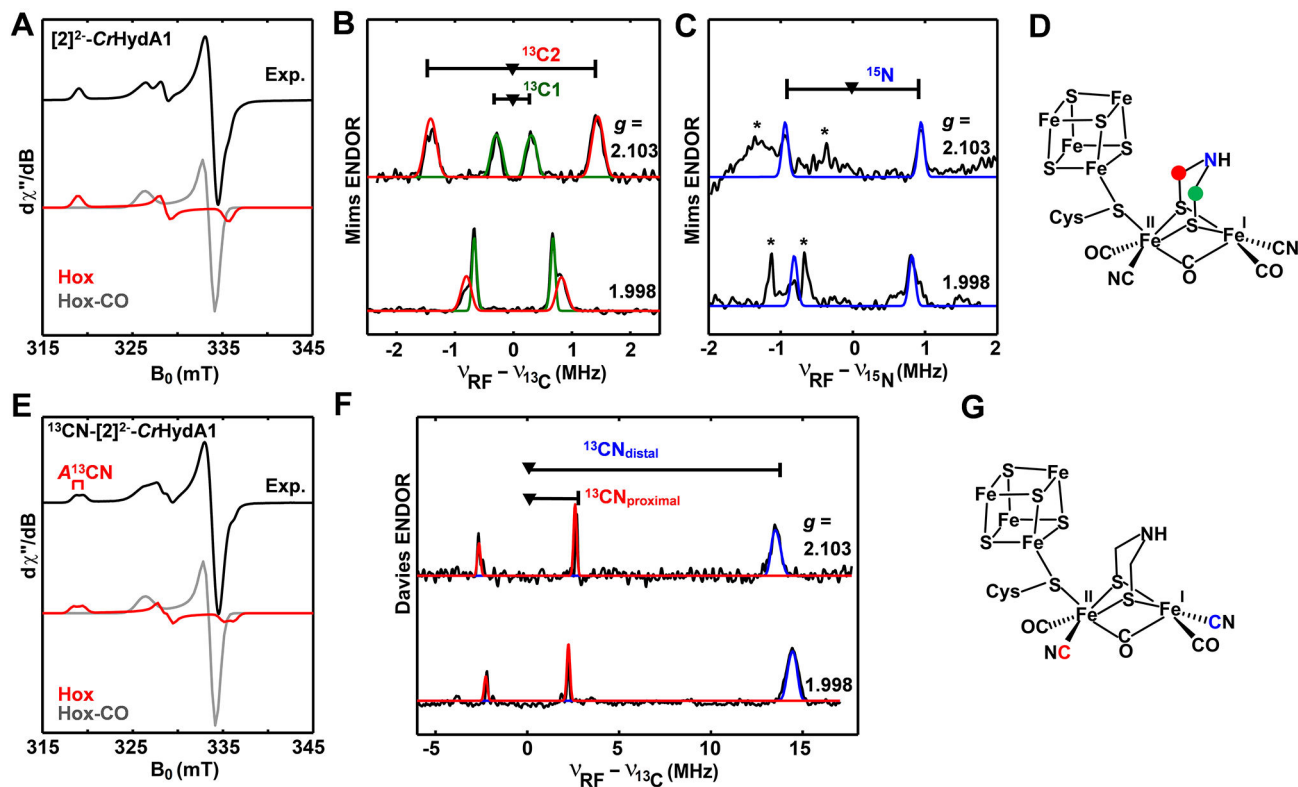 A
[2]²⁻-CrHydA1
Exp.
dχ"/dB
Hox
Hox-CO
315 325 335 345
B₀ (mT)
B
¹³C2
¹³C1
g =
2.103
1.998
Mims ENDOR
-2 -1 0 1 2
νRF − ν13C (MHz)
C
¹⁵N
* *
g =
2.103
* *
1.998
Mims ENDOR
-2 -1 0 1 2
νRF − ν15N (MHz)
D
S Fe
Fe S
Fe S
S Fe
NH
Cys S S
S
II I
Fe Fe
OC CN
NC C CO
O
E
¹³CN-[2]²⁻-CrHydA1
A¹³CN
Exp.
dχ"/dB
Hox
Hox-CO
315 325 335 345
B₀ (mT)
F
¹³CNdistal
¹³CNproximal
g =
2.103
1.998
Davies ENDOR
-5 0 5 10 15
νRF − ν13C (MHz)
G
S Fe
Fe S
Fe S
S Fe
NH
Cys S S
S
II I
Fe Fe
OC CN
NC C CO
O